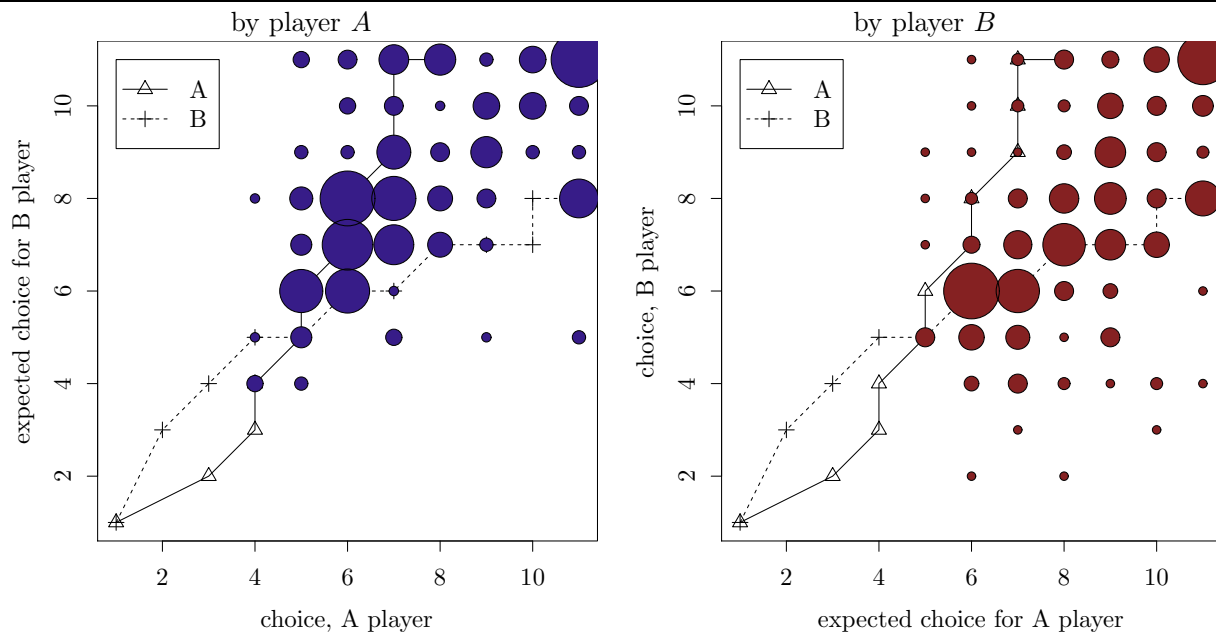 by player A
by player B
A
B
A
B
10
8
6
4
2
expected choice for B player
2 4 6 8 10
choice, A player
10
8
6
4
2
choice, B player
2 4 6 8 10
expected choice for A player